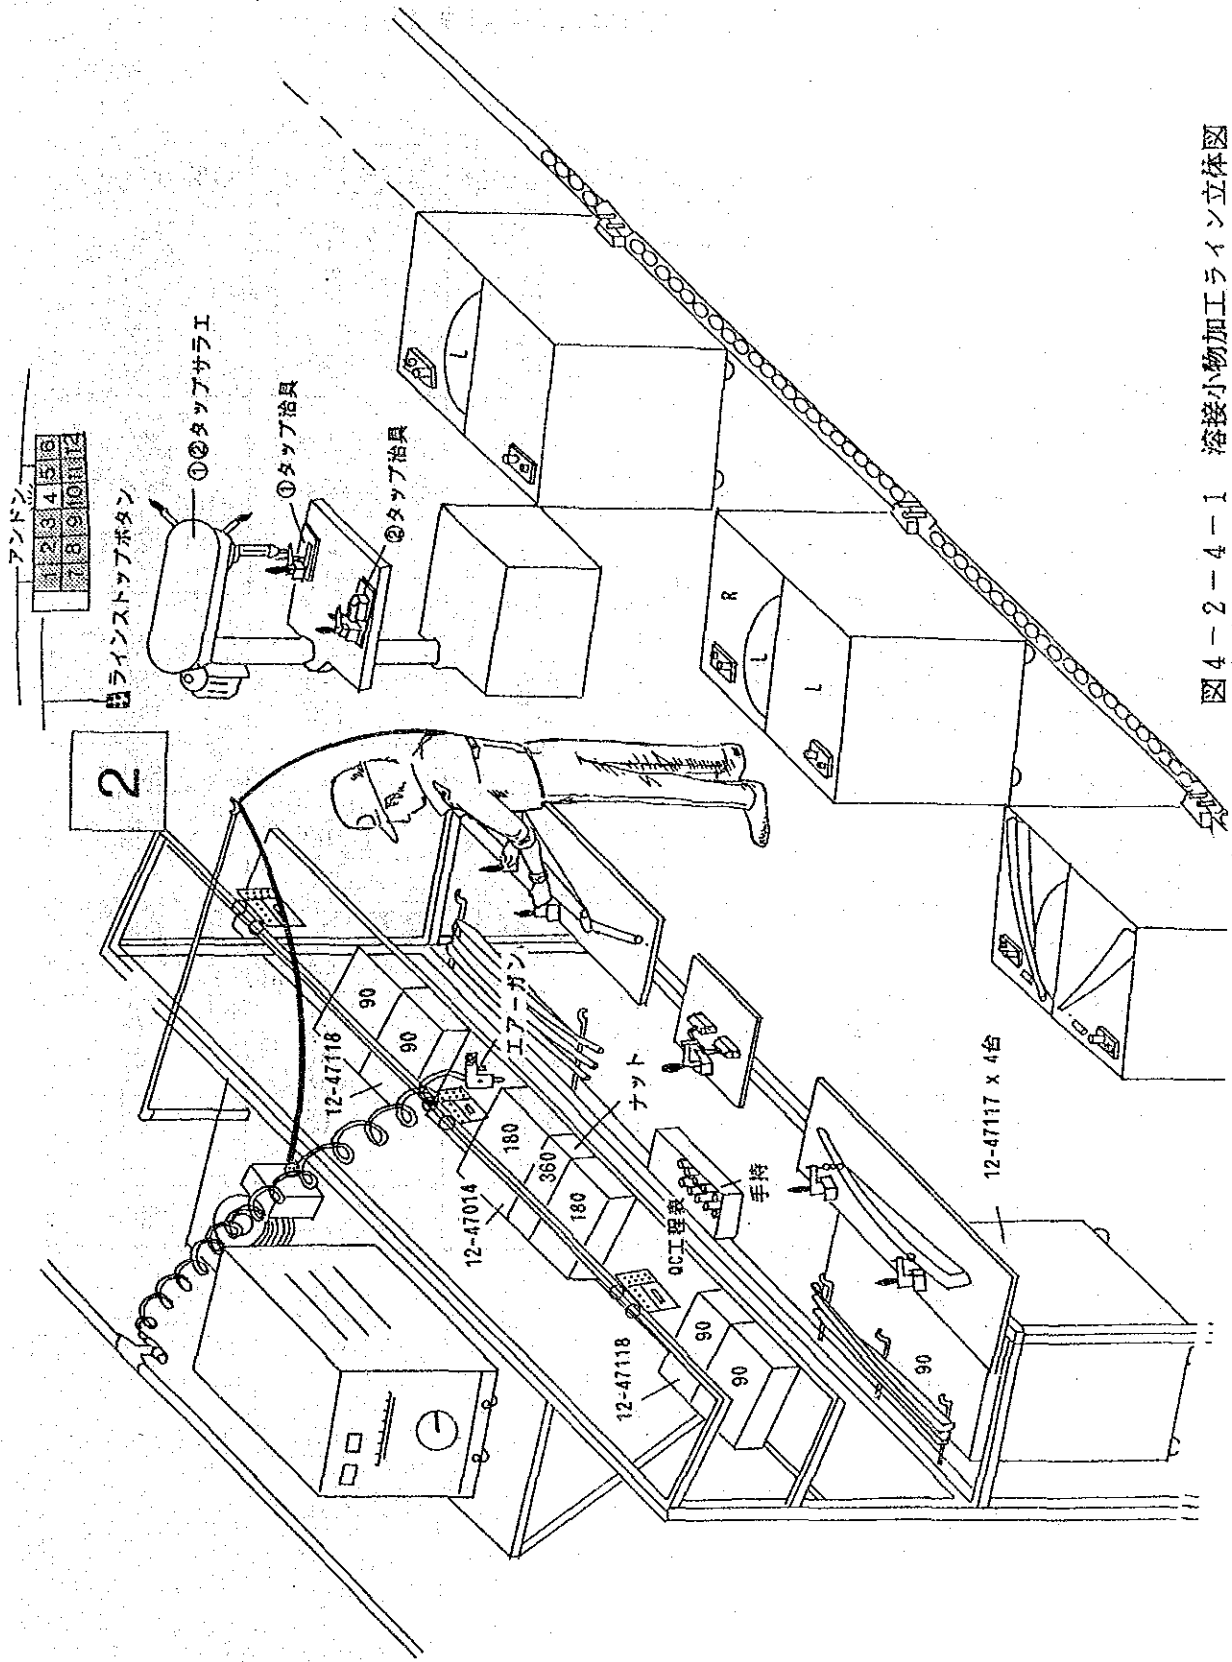 アンドン
1 2 3 4 5 6
7 8 9 10 11 12
ラインストップボタン
①②タップサラエ
①タップ治具
②タップ治具
2
12-47118
90
90
エアーガン
12-47014
180
360
180
ナット
手持
QC工程表
12-47118
90
90
90
12-47117 x 4台
L
R
L
L
図4-2-4-1 溶接小物加工ライン立体図